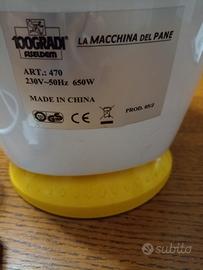 100GRADI
LA MACCHINA DEL PANE
ART.: 470
230V~50Hz 650W
MADE IN CHINA
PROD. 05/2
CE
subito